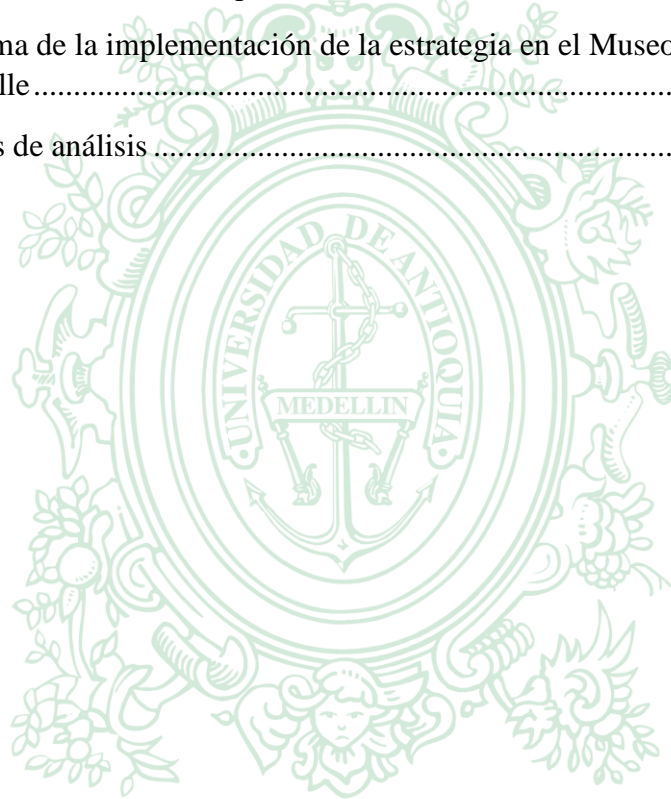 ma de la implementación de la estrategia en el Museo
lle
s de análisis
UNIVERSIDAD DE ANTIOQUIA
MEDELLIN